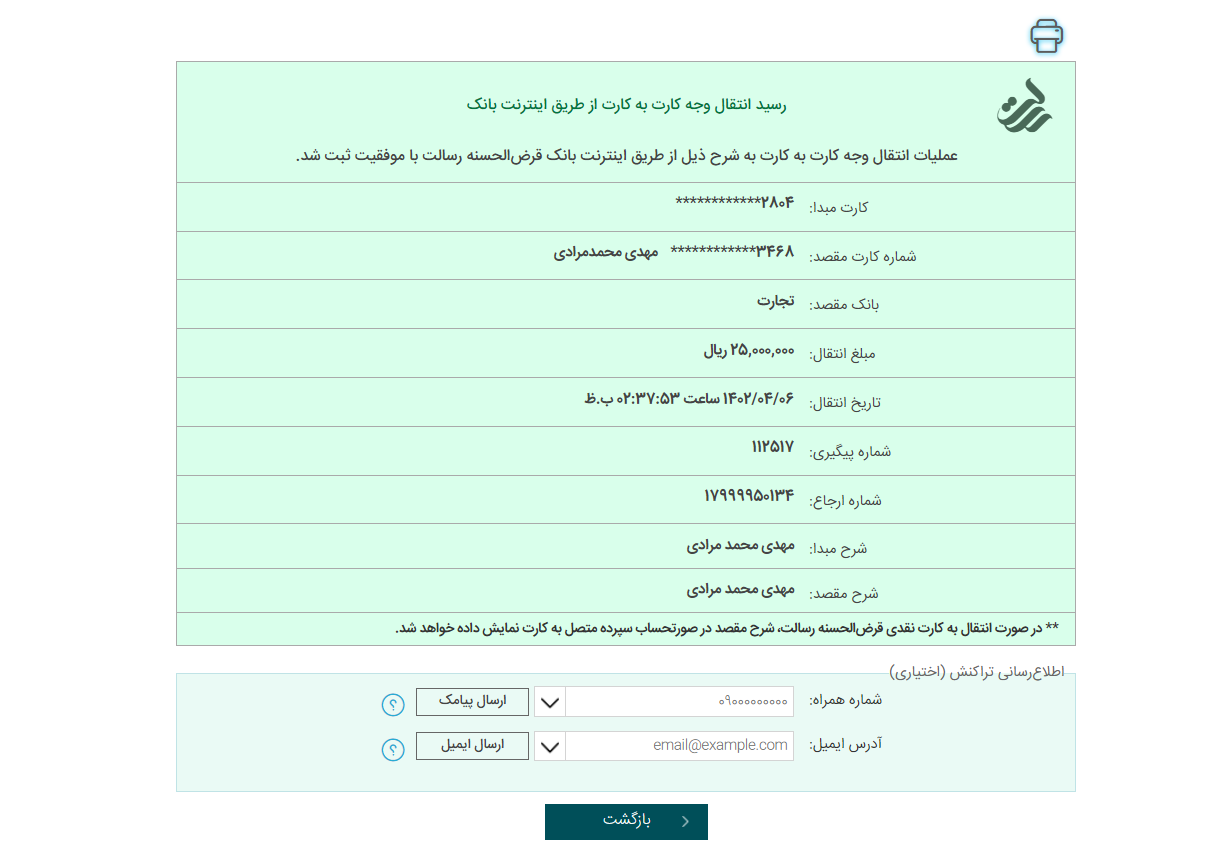 رسید انتقال وجه کارت به کارت از طریق اینترنت بانک
عملیات انتقال وجه کارت به کارت به شرح ذیل از طریق اینترنت بانک قرض‌الحسنه رسالت با موفقیت ثبت شد.
کارت مبدا: ************۲۸۰۴
شماره کارت مقصد: ************۳۴۶۸ مهدی محمدمرادی
بانک مقصد: تجارت
مبلغ انتقال: ۲۵,۰۰۰,۰۰۰ ریال
تاریخ انتقال: ۱۴۰۲/۰۴/۰۶ ساعت ۰۲:۳۷:۵۳ ب.ظ
شماره پیگیری: ۱۱۲۵۱۷
شماره ارجاع: ۱۷۹۹۹۹۵۰۱۳۴
شرح مبدا: مهدی محمد مرادی
شرح مقصد: مهدی محمد مرادی
** در صورت انتقال به کارت نقدی قرض‌الحسنه رسالت، شرح مقصد در صورتحساب سپرده متصل به کارت نمایش داده خواهد شد.
اطلاع‌رسانی تراکنش (اختیاری)
شماره همراه: ۰۹۰۰۰۰۰۰۰۰۰ ارسال پیامک ؟
آدرس ایمیل: email@example.com ارسال ایمیل ؟
بازگشت